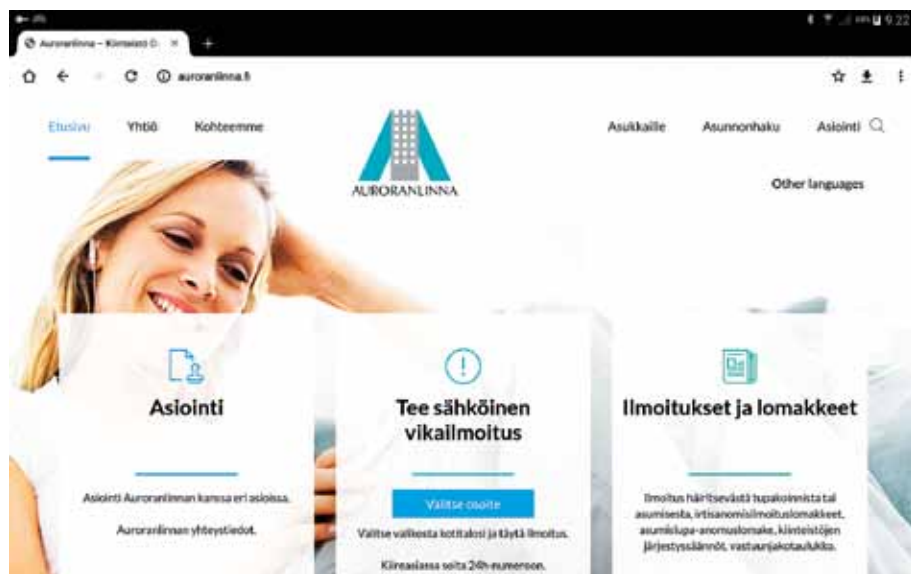 9.22
Auroranlinna – Kiinteistö O
auroranlinna.fi
Etusivu Yhtiö Kohteemme
AURORANLINNA
Asukkaille Asunnonhaku Asiointi
Other languages
Asiointi
Asiointi Auroranlinnan kanssa eri asioissa.
Auroranlinnan yhteystiedot.
Tee sähköinen
vikailmoitus
Valitse osoite
Valitse valikosta kotitalosi ja täytä ilmoitus.
Kiireasiassa soita 24h-numeroon.
Ilmoitukset ja lomakkeet
Ilmoitus häiritsevästä tupakoinnista tai
asumisesta, irtisanomisilmoituslomakkeet,
asumislupa-anomuslomake, kiinteistöjen
järjestyssäännöt, vastuunjakotaulukko.